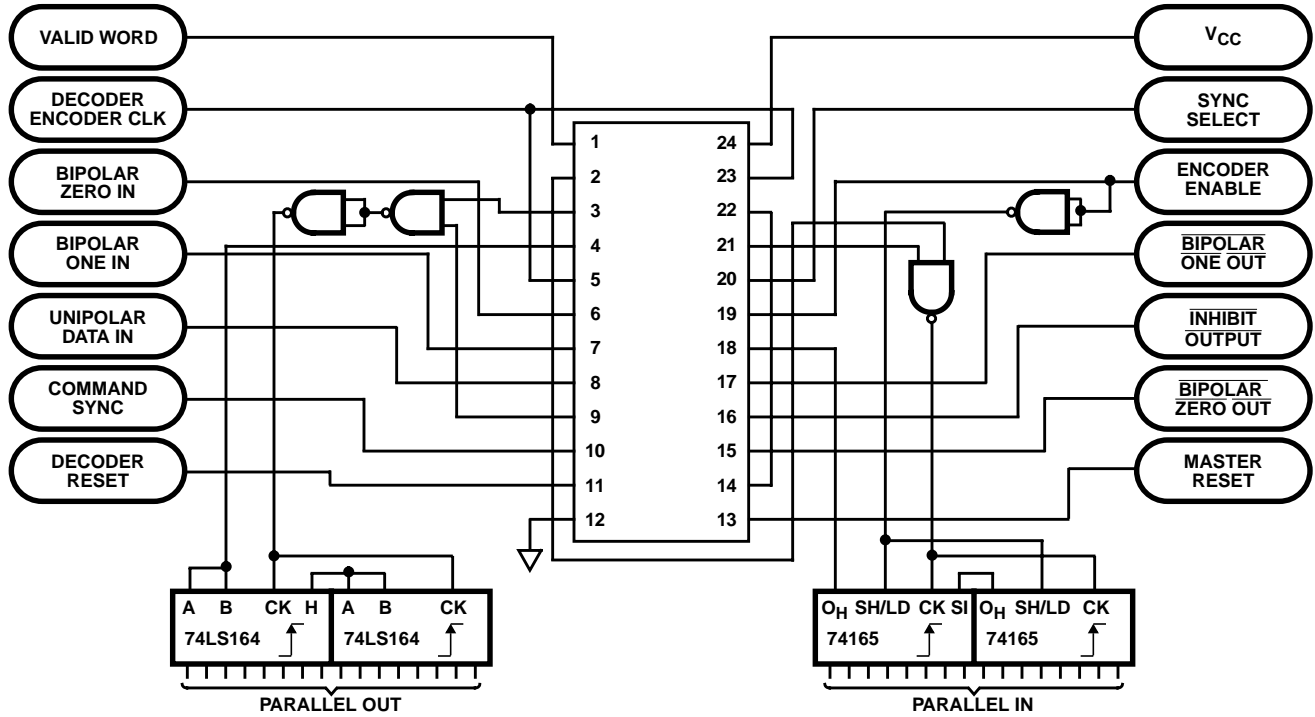 VALID WORD
DECODER
ENCODER CLK
BIPOLAR
ZERO IN
BIPOLAR
ONE IN
UNIPOLAR
DATA IN
COMMAND
SYNC
DECODER
RESET
1
2
3
4
5
6
7
8
9
10
11
12
24
23
22
21
20
19
18
17
16
15
14
13
VCC
SYNC
SELECT
ENCODER
ENABLE
BIPOLAR
ONE OUT
INHIBIT
OUTPUT
BIPOLAR
ZERO OUT
MASTER
RESET
A B CK H A B CK
74LS164 74LS164
PARALLEL OUT
OH SH/LD CK SI OH SH/LD CK
74165 74165
PARALLEL IN